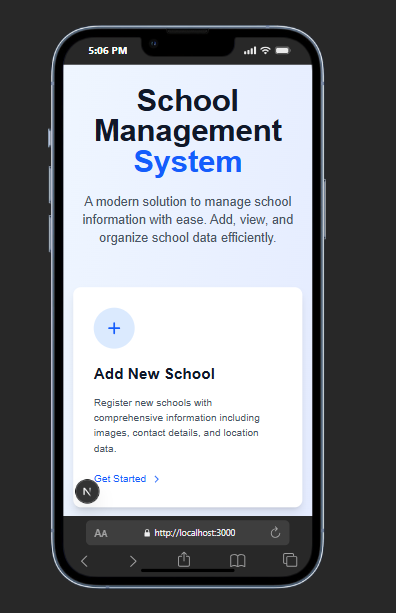 5:06 PM
School
Management
System
A modern solution to manage school
information with ease. Add, view, and
organize school data efficiently.
Add New School
Register new schools with
comprehensive information including
images, contact details, and location
data.
Get Started
N
AA
http://localhost:3000